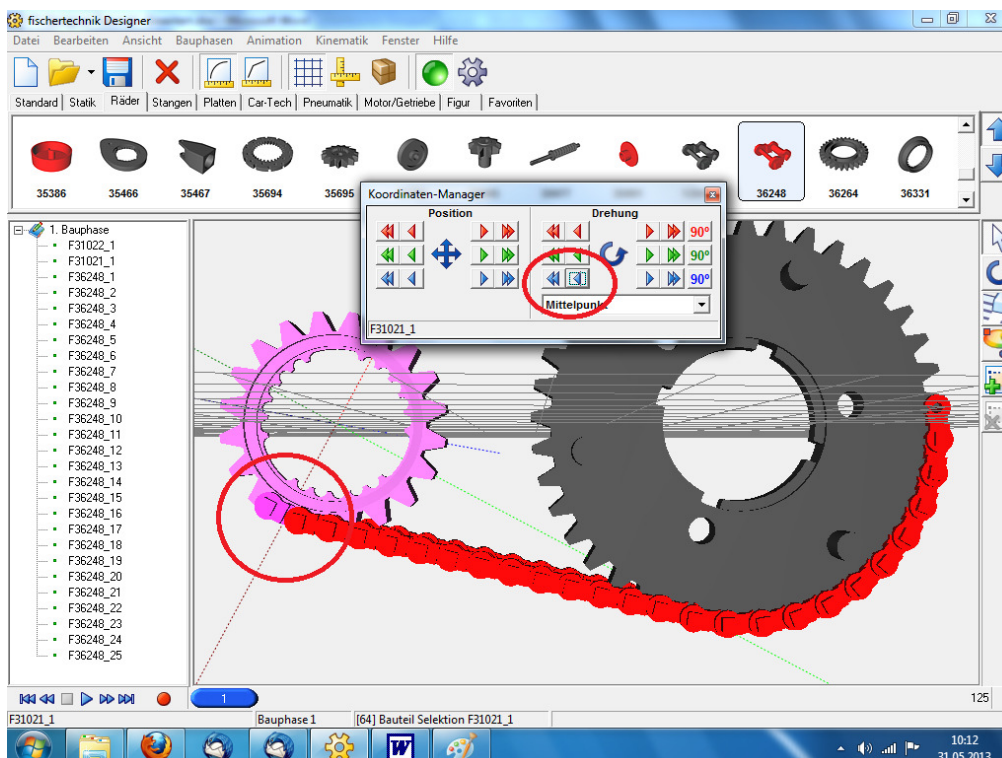 fischertechnik Designer
Datei Bearbeiten Ansicht Bauphasen Animation Kinematik Fenster Hilfe
Standard Statik Räder Stangen Platten Car-Tech Pneumatik Motor/Getriebe Figur Favoriten
35386 35466 35467 35694 35695 36248 36264 36331
Koordinaten-Manager
Position Drehung
90°
90°
90°
Mittelpunkt
F31021_1
1. Bauphase
F31022_1
F31021_1
F36248_1
F36248_2
F36248_3
F36248_4
F36248_5
F36248_6
F36248_7
F36248_8
F36248_9
F36248_10
F36248_11
F36248_12
F36248_13
F36248_14
F36248_15
F36248_16
F36248_17
F36248_18
F36248_19
F36248_20
F36248_21
F36248_22
F36248_23
F36248_24
F36248_25
1 125
F31021_1 Bauphase 1 [64] Bauteil Selektion F31021_1
W 10:12
31.05.2013